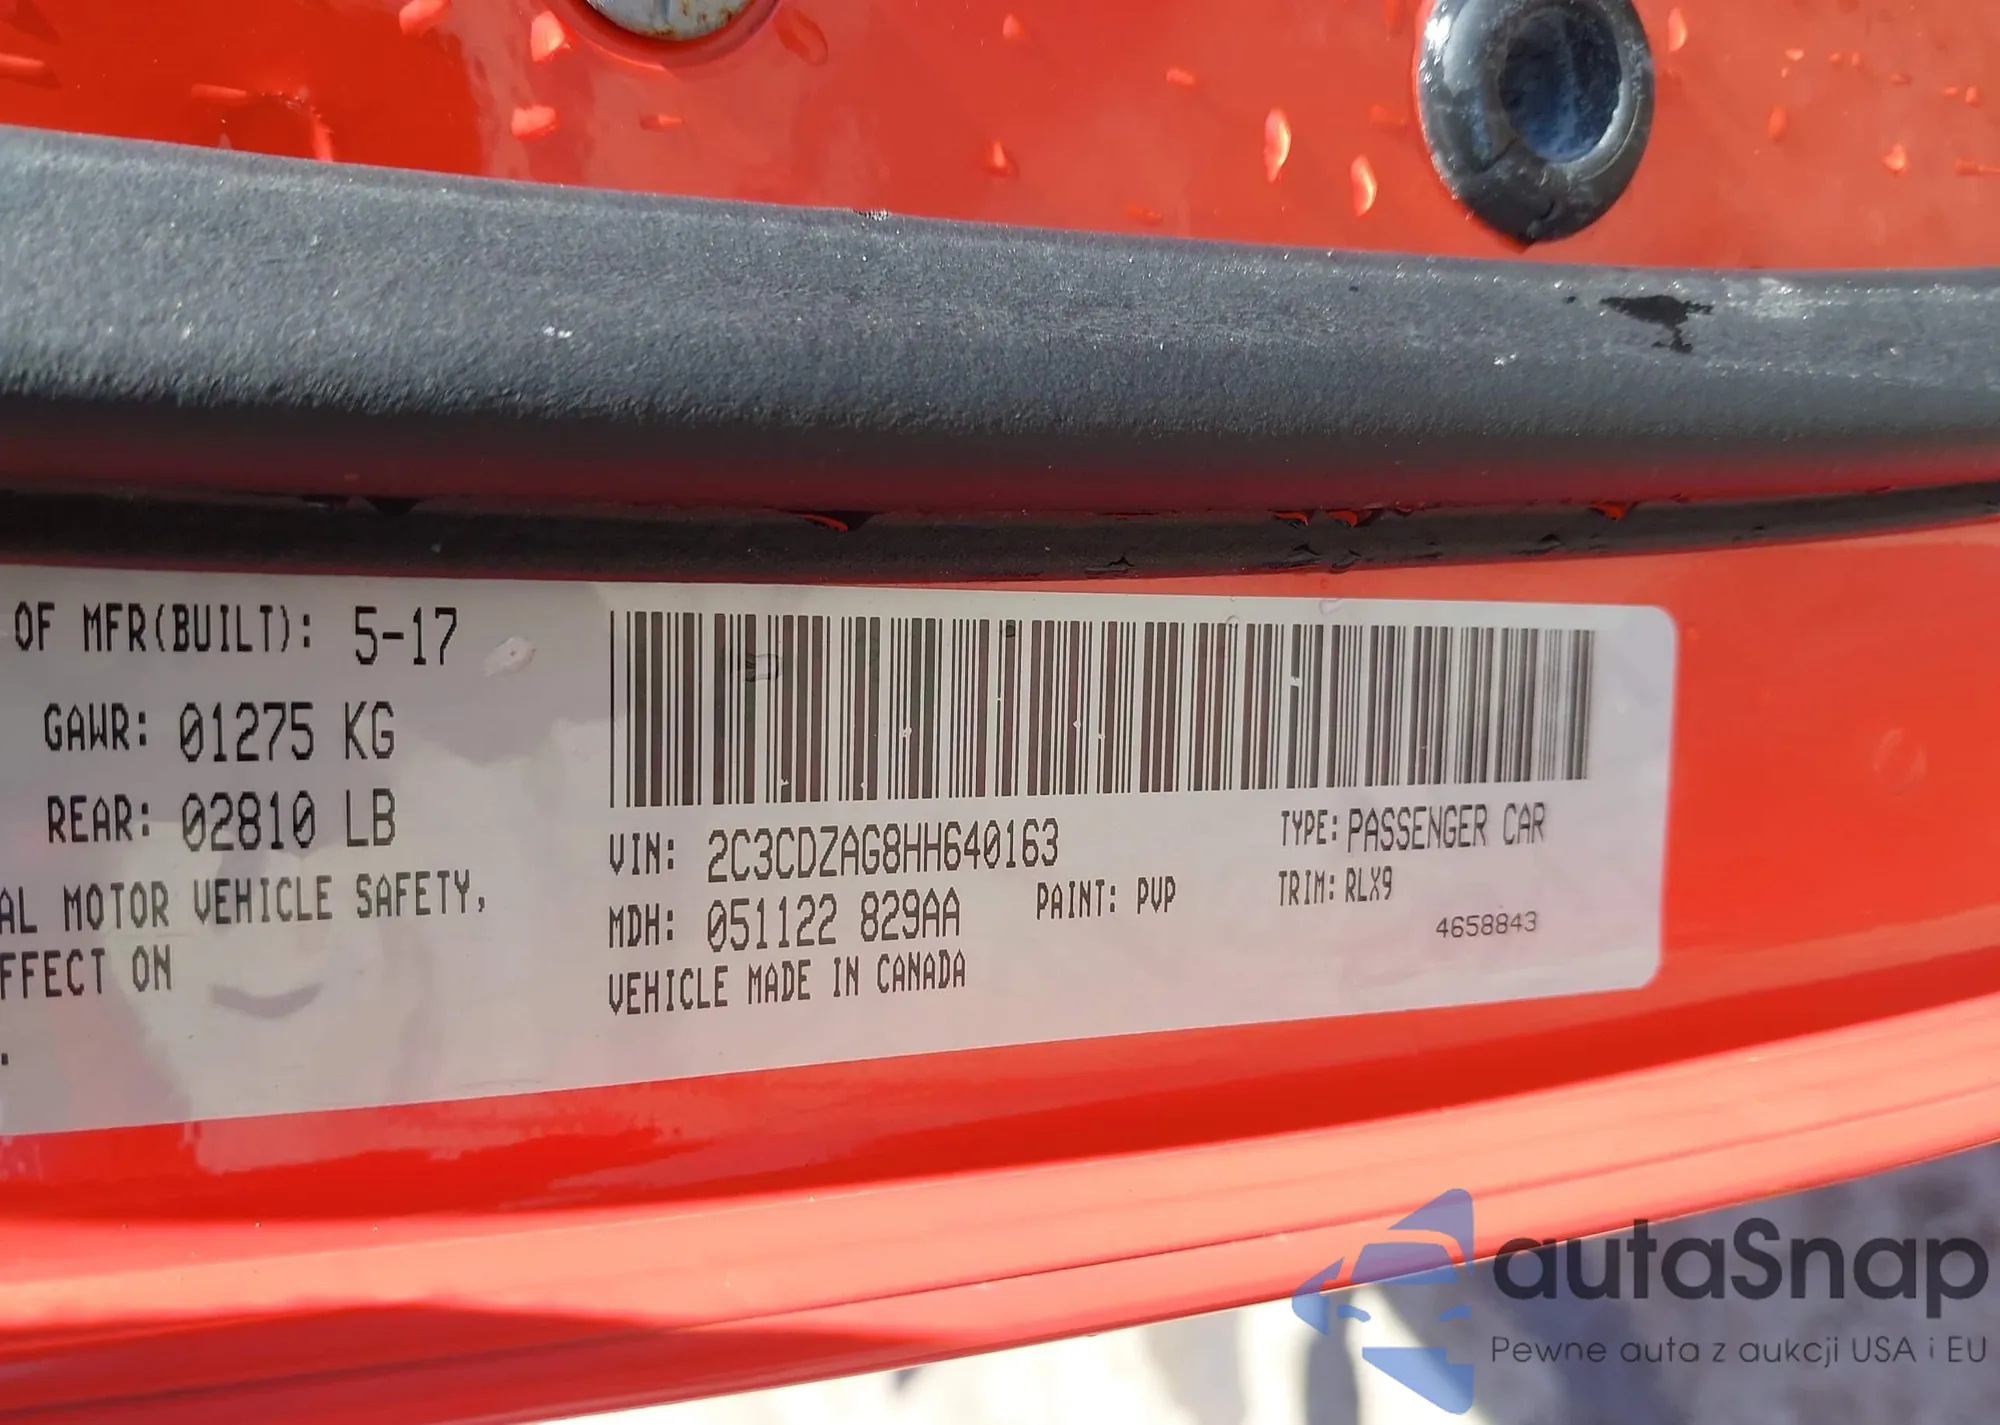 OF MFR(BUILT): 5-17
GAWR: 01275 KG
REAR: 02810 LB
AL MOTOR VEHICLE SAFETY,
FFECT ON
.
VIN: 2C3CDZAG8HH640163
TYPE: PASSENGER CAR
MDH: 051122 829AA
PAINT: PVP
TRIM: RLX9
VEHICLE MADE IN CANADA
4658843
autaSnap
Pewne auta z aukcji USA i EU